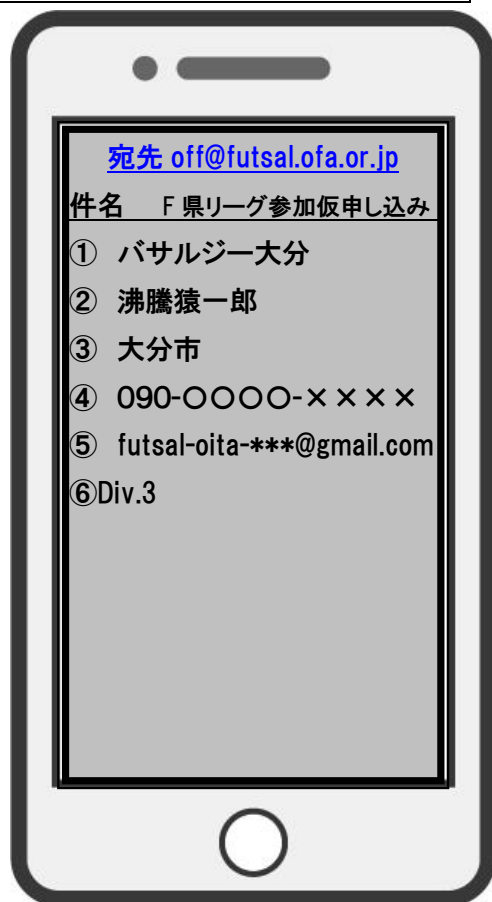 宛先 off@futsal.ofa.or.jp
件名 F 県リーグ参加仮申し込み
① バサルジー大分
② 沸騰猿一郎
③ 大分市
④ 090-〇〇〇〇-××××
⑤ futsal-oita-***@gmail.com
⑥Div.3